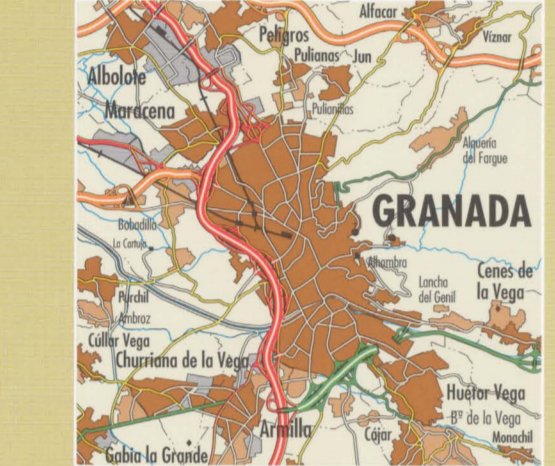 Alfacar
Peligros
Víznar
Pulianas
Jun
Albolote
Maracena
Pulianillas
Alquería
del Fargue
GRANADA
Bobadilla
La Cartuja
Alhambra
Cenes de
la Vega
Lancha
del Genil
Purchil
Ambroz
Cúllar Vega
Churriana de la Vega
Huétor Vega
Bº de la Vega
Armilla
Cájar
Monachil
Gabia la Grande